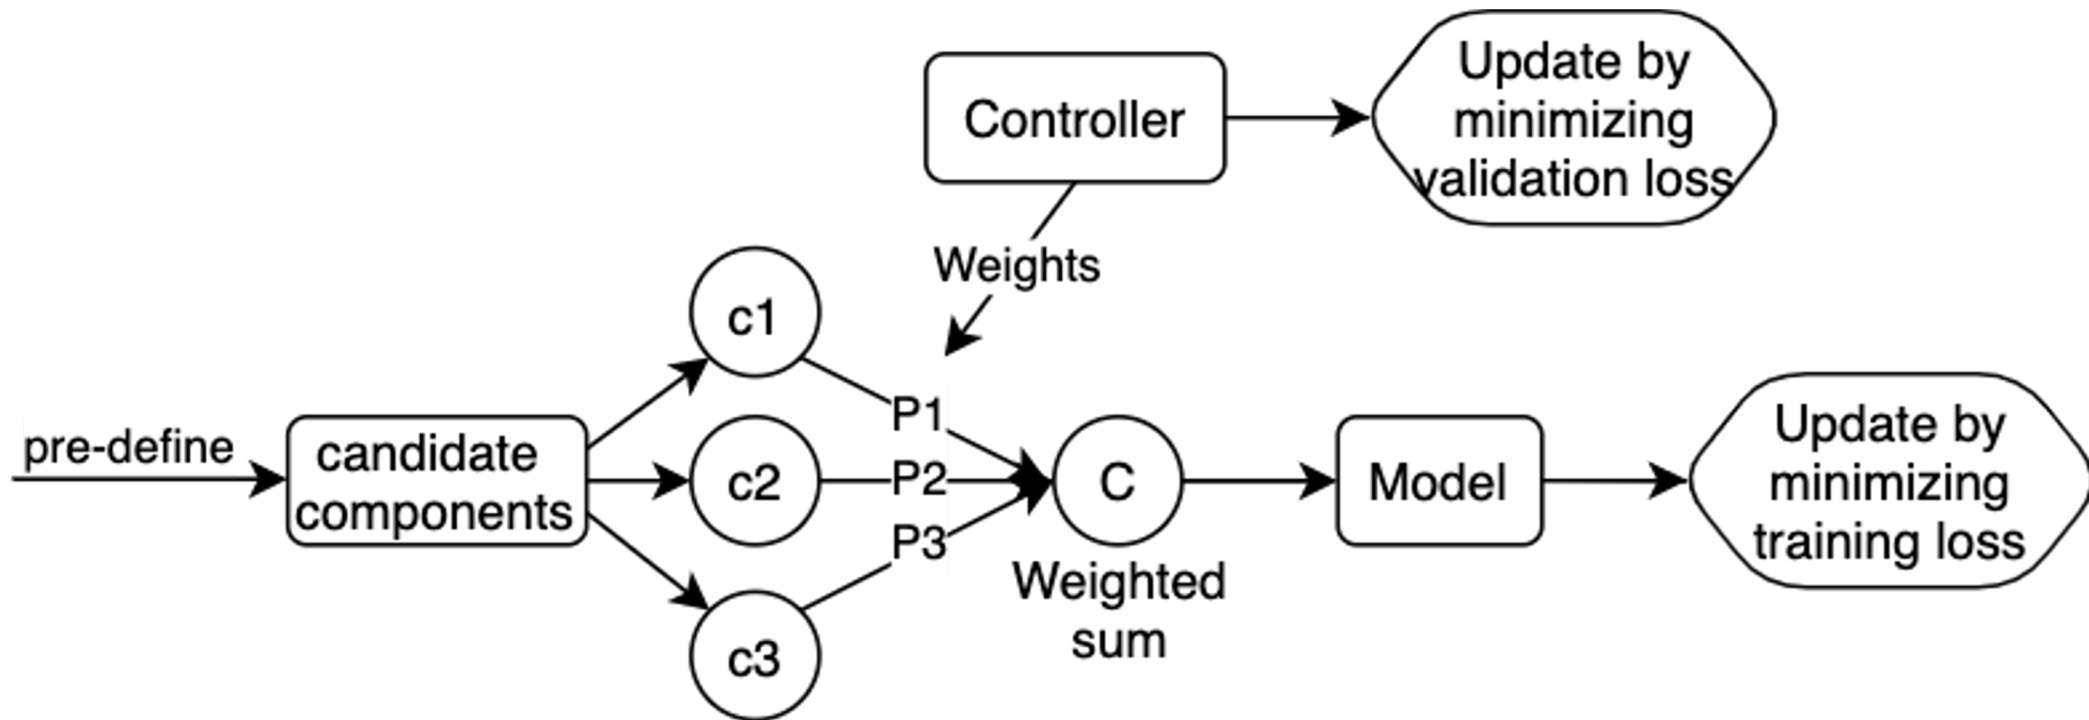 Controller
Update by
minimizing
validation loss
Weights
c1
pre-define
candidate
components
c2
c3
P1
P2
P3
C
Weighted
sum
Model
Update by
minimizing
training loss